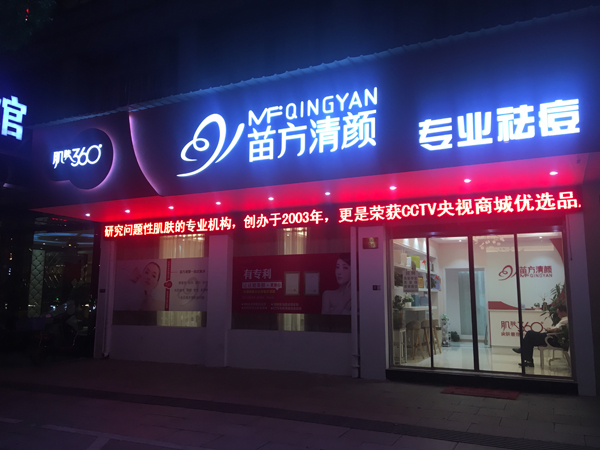 馆
肌肤360°
MFQINGYAN
苗方清颜
专业祛痘
研究问题性肌肤的专业机构，创办于2003年，更是荣获CCTV央视商城优选品.
有专利
苗方清颜
MFQINGYAN
肌肤360°